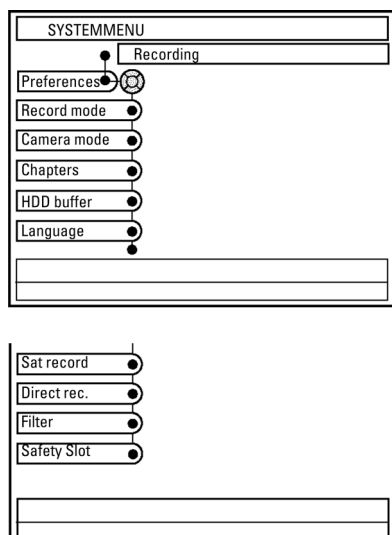 SYSTEMMENU
Recording
Preferences
Record mode
Camera mode
Chapters
HDD buffer
Language
Sat record
Direct rec.
Filter
Safety Slot